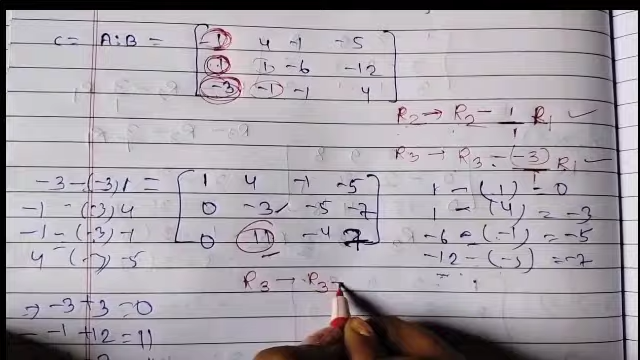 C = A:B = [ -1 4 -1 -5
1 1 -6 -12
-3 -1 -1 4 ]
R2 → R2 - 1/1 R1 ✓
R3 → R3 - (-3)/1 R1 ✓
-3 -(-3) 1 = [ 1 4 -1 -5
-1 -(-3) 4 0 -3 -5 -7
-1 -(-3) -1 0 11 -4 7 ]
4 (-3) -5
1 - (1) = 0
1 - (4) = -3
-6 - (-1) = -5
-12 - (-5) = -7
R3 → R3 -
⇒ -3 + 3 = 0
- -1 + 12 = 11